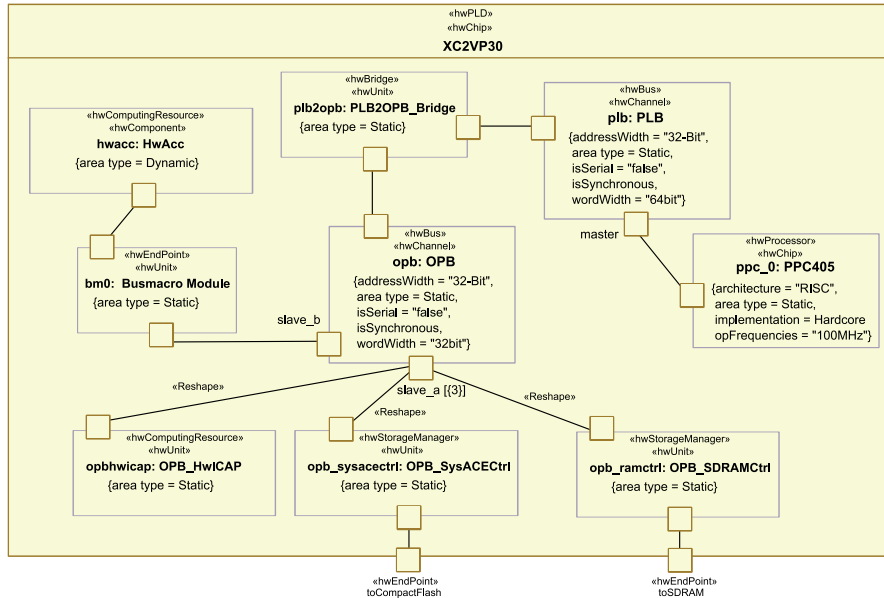 «hwPLD»
«hwChip»
XC2VP30
«hwComputingResource»
«hwComponent»
hwacc: HwAcc
{area type = Dynamic}
«hwBridge»
«hwUnit»
plb2opb: PLB2OPB_Bridge
{area type = Static}
«hwBus»
«hwChannel»
plb: PLB
{addressWidth = "32-Bit",
area type = Static,
isSerial = "false",
isSynchronous,
wordWidth = "64bit"}
master
«hwProcessor»
«hwChip»
ppc_0: PPC405
{architecture = "RISC",
area type = Static,
implementation = Hardcore
opFrequencies = "100MHz"}
«hwEndPoint»
«hwUnit»
bm0: Busmacro Module
{area type = Static}
«hwBus»
«hwChannel»
opb: OPB
{addressWidth = "32-Bit",
area type = Static,
isSerial = "false",
isSynchronous,
wordWidth = "32bit"}
slave_b
slave_a [{3}]
«Reshape»
«Reshape»
«Reshape»
«hwComputingResource»
«hwUnit»
opbhwicap: OPB_HwICAP
{area type = Static}
«hwStorageManager»
«hwUnit»
opb_sysacectrl: OPB_SysACECtrl
{area type = Static}
«hwStorageManager»
«hwUnit»
opb_ramctrl: OPB_SDRAMCtrl
{area type = Static}
«hwEndPoint»
toCompactFlash
«hwEndPoint»
toSDRAM